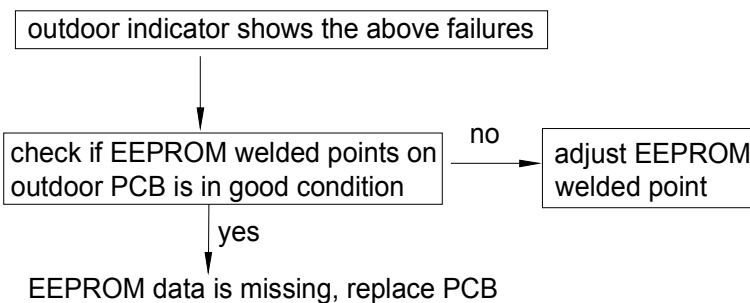 outdoor indicator shows the above failures
check if EEPROM welded points on
outdoor PCB is in good condition
no
adjust EEPROM
welded point
yes
EEPROM data is missing, replace PCB